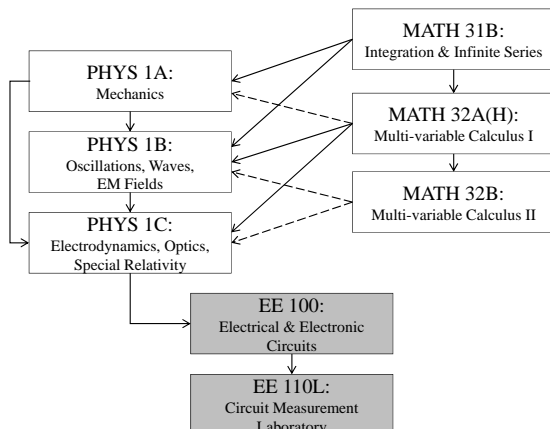 MATH 31B:
Integration & Infinite Series
PHYS 1A:
Mechanics
MATH 32A(H):
Multi-variable Calculus I
PHYS 1B:
Oscillations, Waves,
EM Fields
MATH 32B:
Multi-variable Calculus II
PHYS 1C:
Electrodynamics, Optics,
Special Relativity
EE 100:
Electrical & Electronic
Circuits
EE 110L:
Circuit Measurement
Laboratory